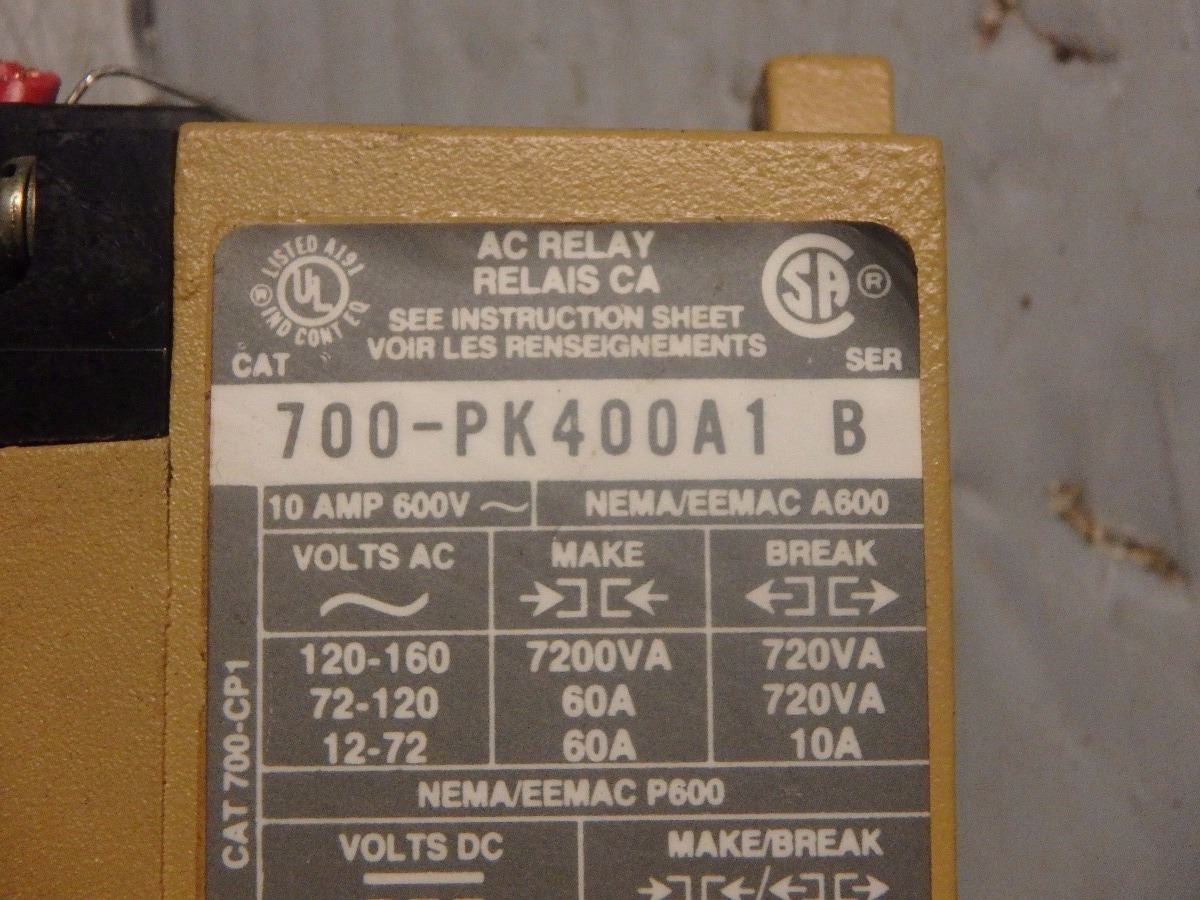 LISTED A191
UL
® IND CONT EQ
AC RELAY
RELAIS CA
SEE INSTRUCTION SHEET
VOIR LES RENSEIGNEMENTS
CSA ®
CAT
SER
700-PK400A1 B
10 AMP 600V ~
NEMA/EEMAC A600
VOLTS AC MAKE BREAK
120-160 7200VA 720VA
72-120 60A 720VA
12-72 60A 10A
NEMA/EEMAC P600
VOLTS DC MAKE/BREAK
CAT 700-CP1